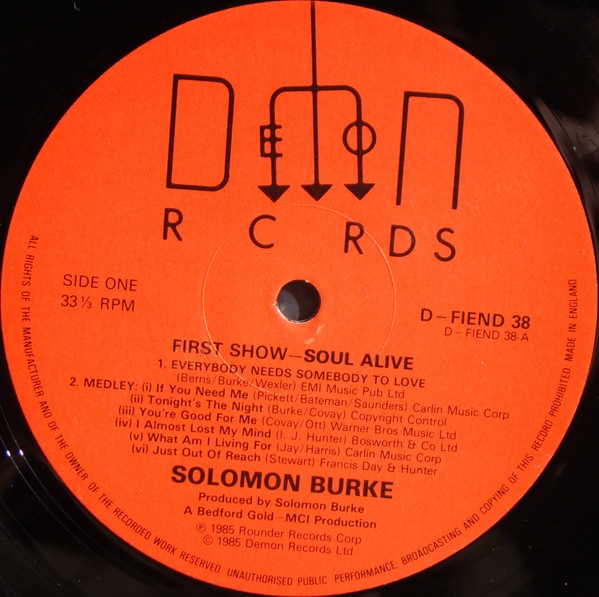 DEMON
RECORDS
SIDE ONE
33⅓ RPM
D–FIEND 38
D–FIEND 38·A
FIRST SHOW–SOUL ALIVE
1. EVERYBODY NEEDS SOMEBODY TO LOVE
(Berns/Burke/Wexler) EMI Music Pub Ltd
2. MEDLEY: (i) If You Need Me (Pickett/Bateman/Saunders) Carlin Music Corp
(ii) Tonight's The Night (Burke/Covay) Copyright Control
(iii) You're Good For Me (Covay/Ott) Warner Bros Music Ltd
(iv) I Almost Lost My Mind (I. J. Hunter) Bosworth & Co Ltd
(v) What Am I Living For (Jay/Harris) Carlin Music Corp
(vi) Just Out Of Reach (Stewart) Francis Day & Hunter
SOLOMON BURKE
Produced by Solomon Burke
A Bedford Gold–MCI Production
℗ 1985 Rounder Records Corp
© 1985 Demon Records Ltd
ALL RIGHTS OF THE MANUFACTURER AND OF THE OWNER OF THE RECORDED WORK RESERVED. UNAUTHORISED PUBLIC PERFORMANCE, BROADCASTING AND COPYING OF THIS RECORD PROHIBITED. MADE IN ENGLAND